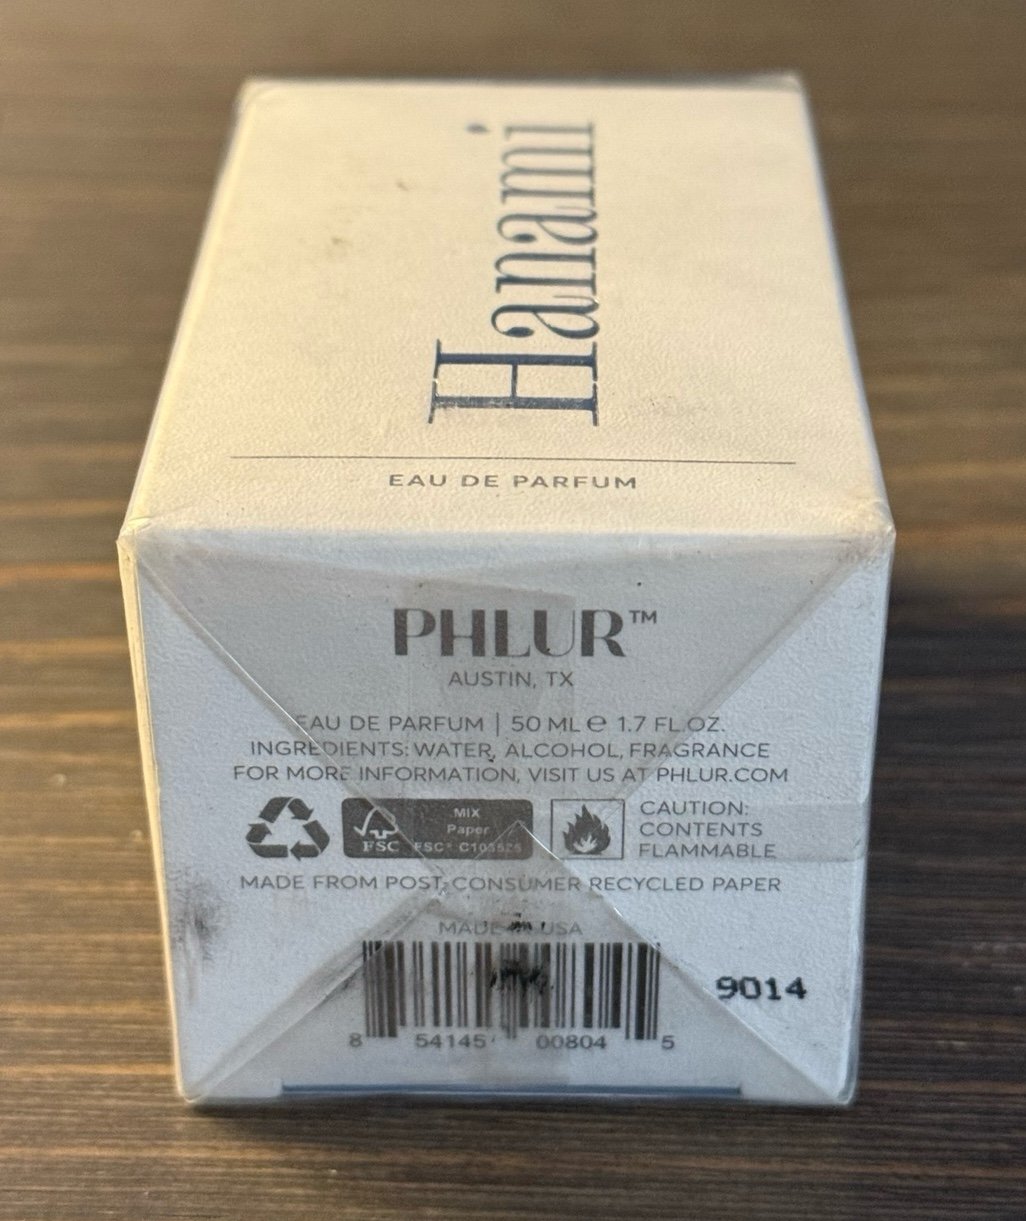 Hanami
EAU DE PARFUM
PHLUR™
AUSTIN, TX
EAU DE PARFUM | 50 ML ℮ 1.7 FL.OZ.
INGREDIENTS: WATER, ALCOHOL, FRAGRANCE
FOR MORE INFORMATION, VISIT US AT PHLUR.COM
MIX
Paper
FSC
FSC®
CAUTION:
CONTENTS
FLAMMABLE
MADE FROM POST-CONSUMER RECYCLED PAPER
MADE USA
9014
8 54145 00804 5